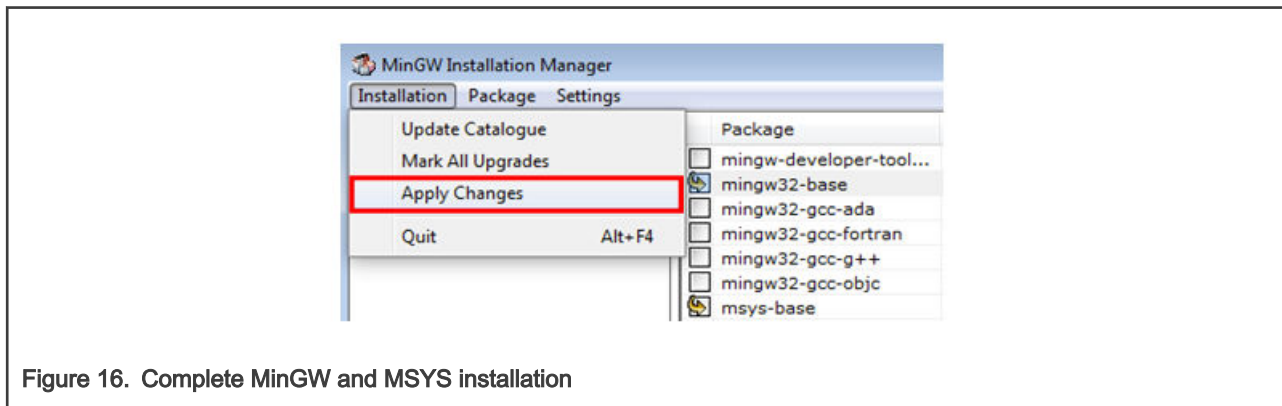 MinGW Installation Manager
Installation Package Settings
Update Catalogue
Mark All Upgrades
Apply Changes
Quit Alt+F4
Package
mingw-developer-tool...
mingw32-base
mingw32-gcc-ada
mingw32-gcc-fortran
mingw32-gcc-g++
mingw32-gcc-objc
msys-base
Figure 16. Complete MinGW and MSYS installation